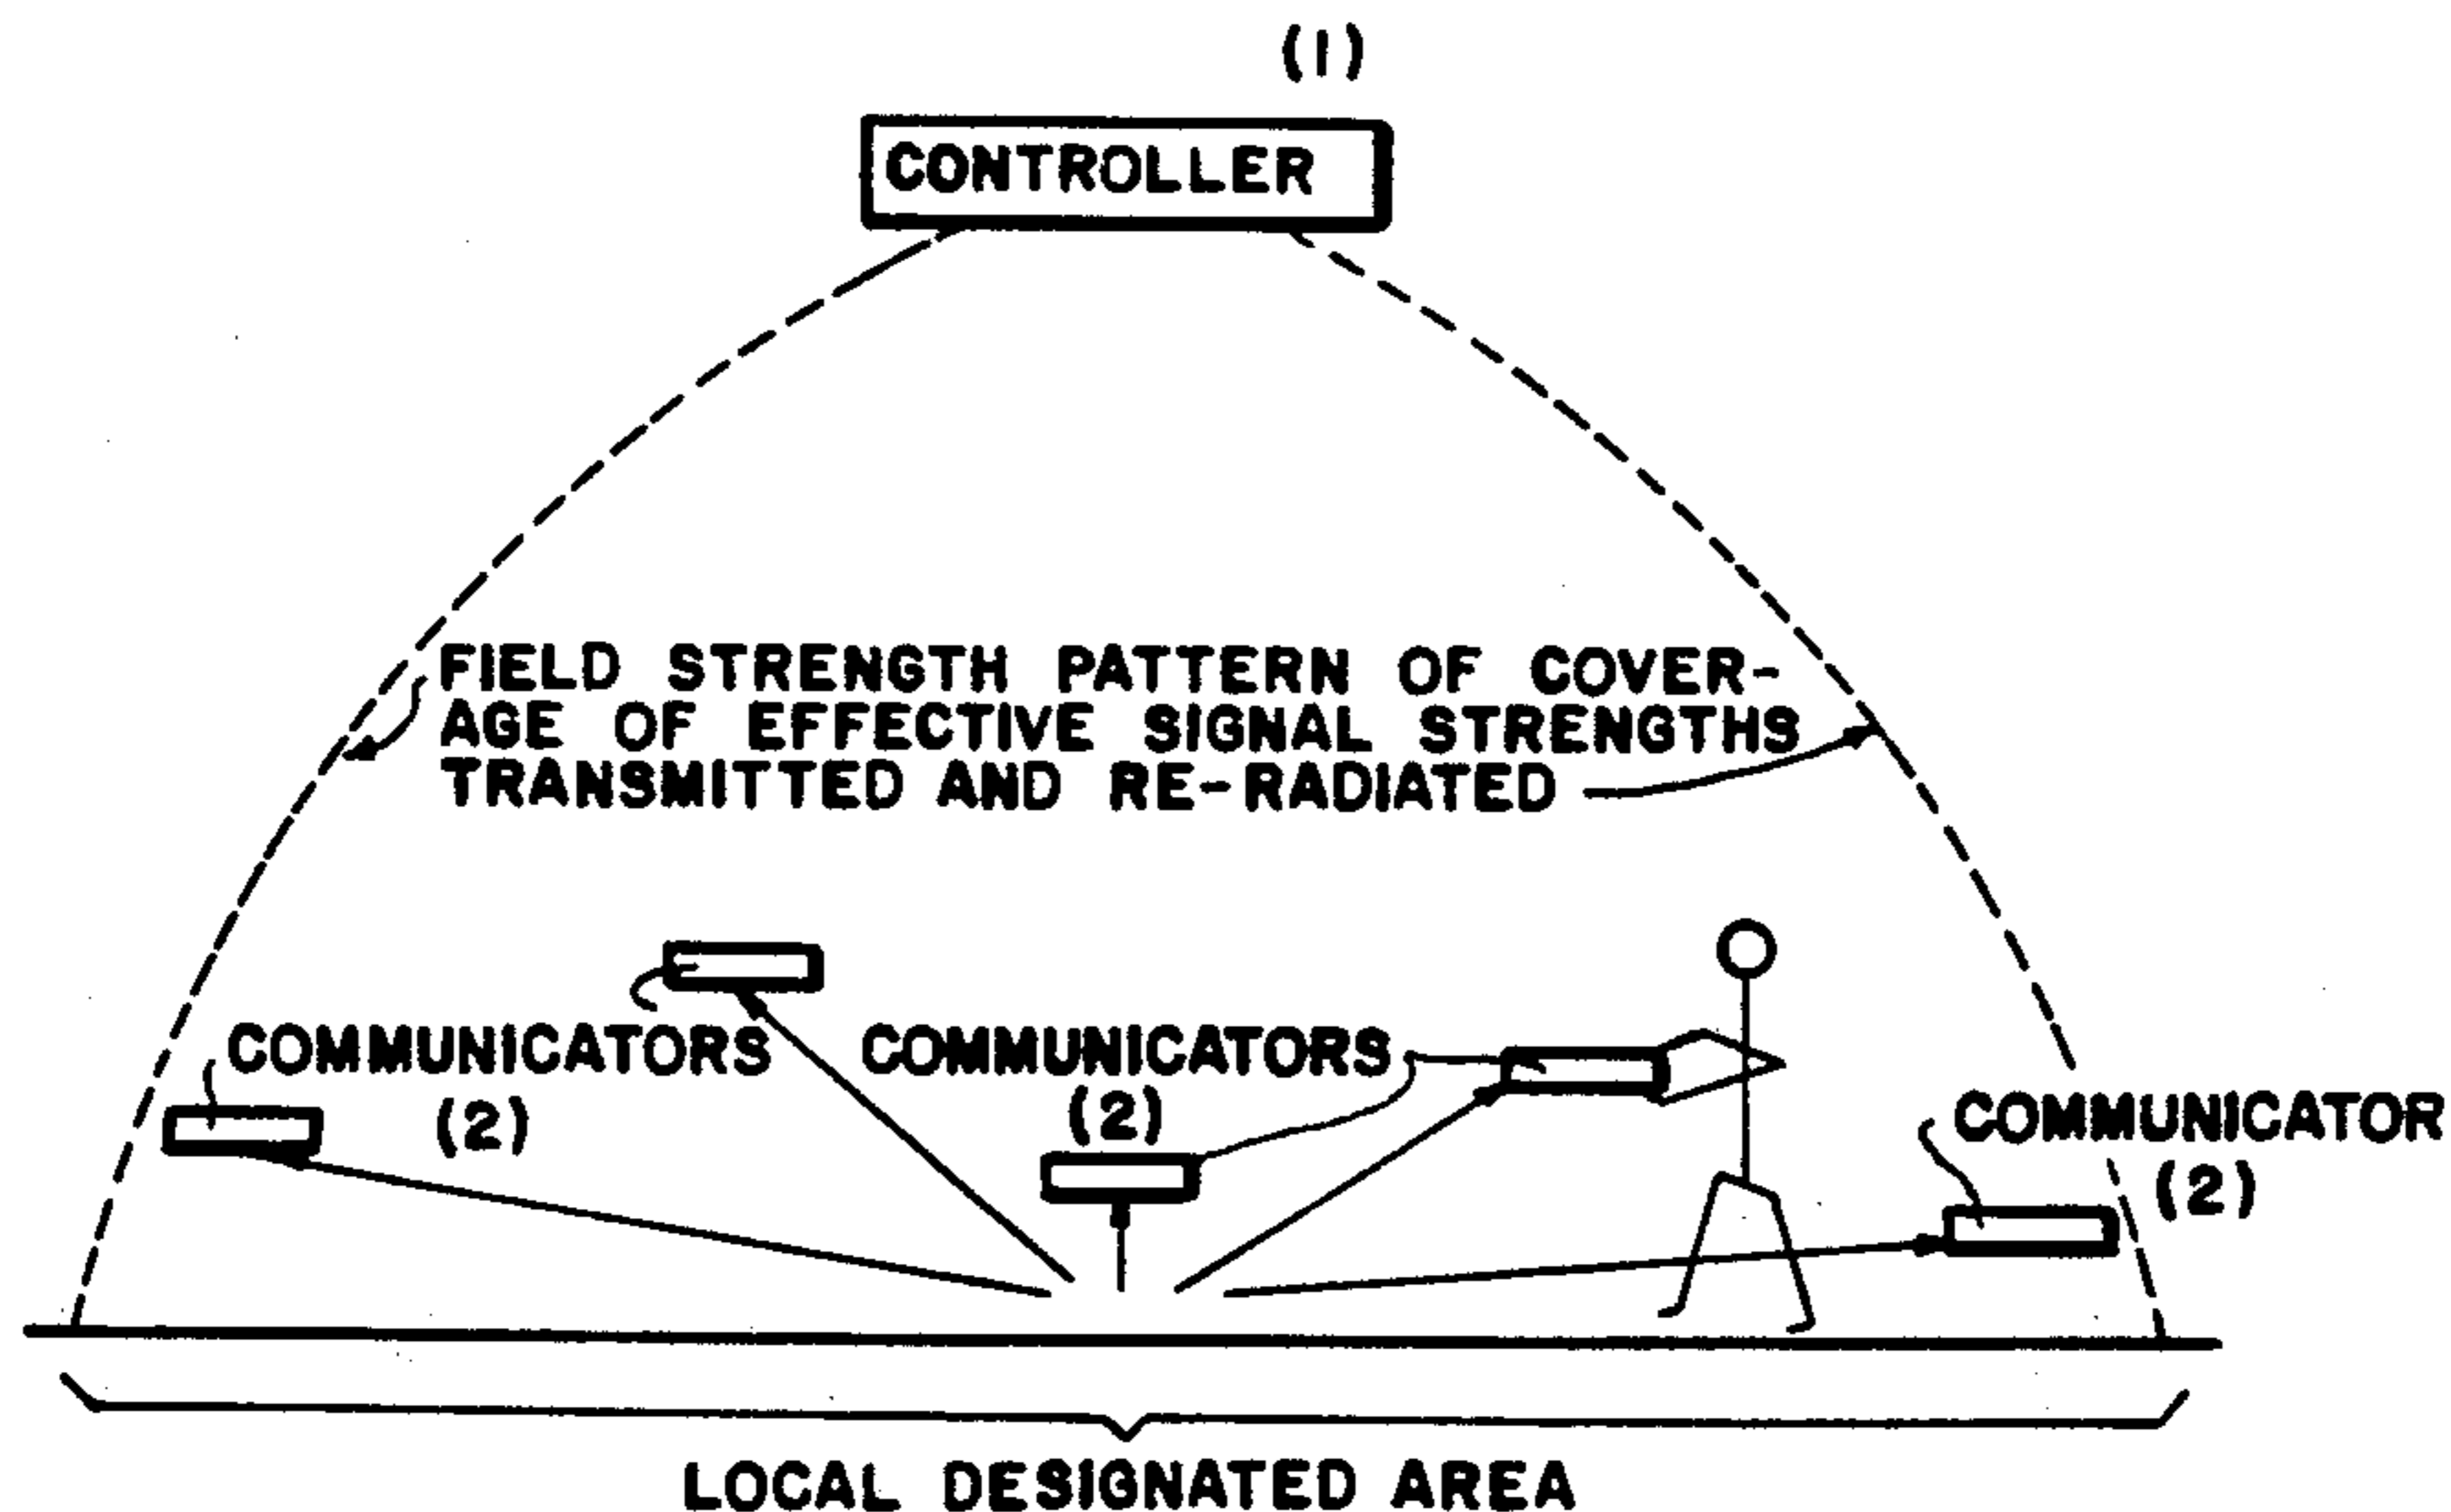 (1)
CONTROLLER
FIELD STRENGTH PATTERN OF COVER-
AGE OF EFFECTIVE SIGNAL STRENGTHS
TRANSMITTED AND RE-RADIATED
COMMUNICATORS
(2)
COMMUNICATORS
(2)
COMMUNICATOR
(2)
LOCAL DESIGNATED AREA